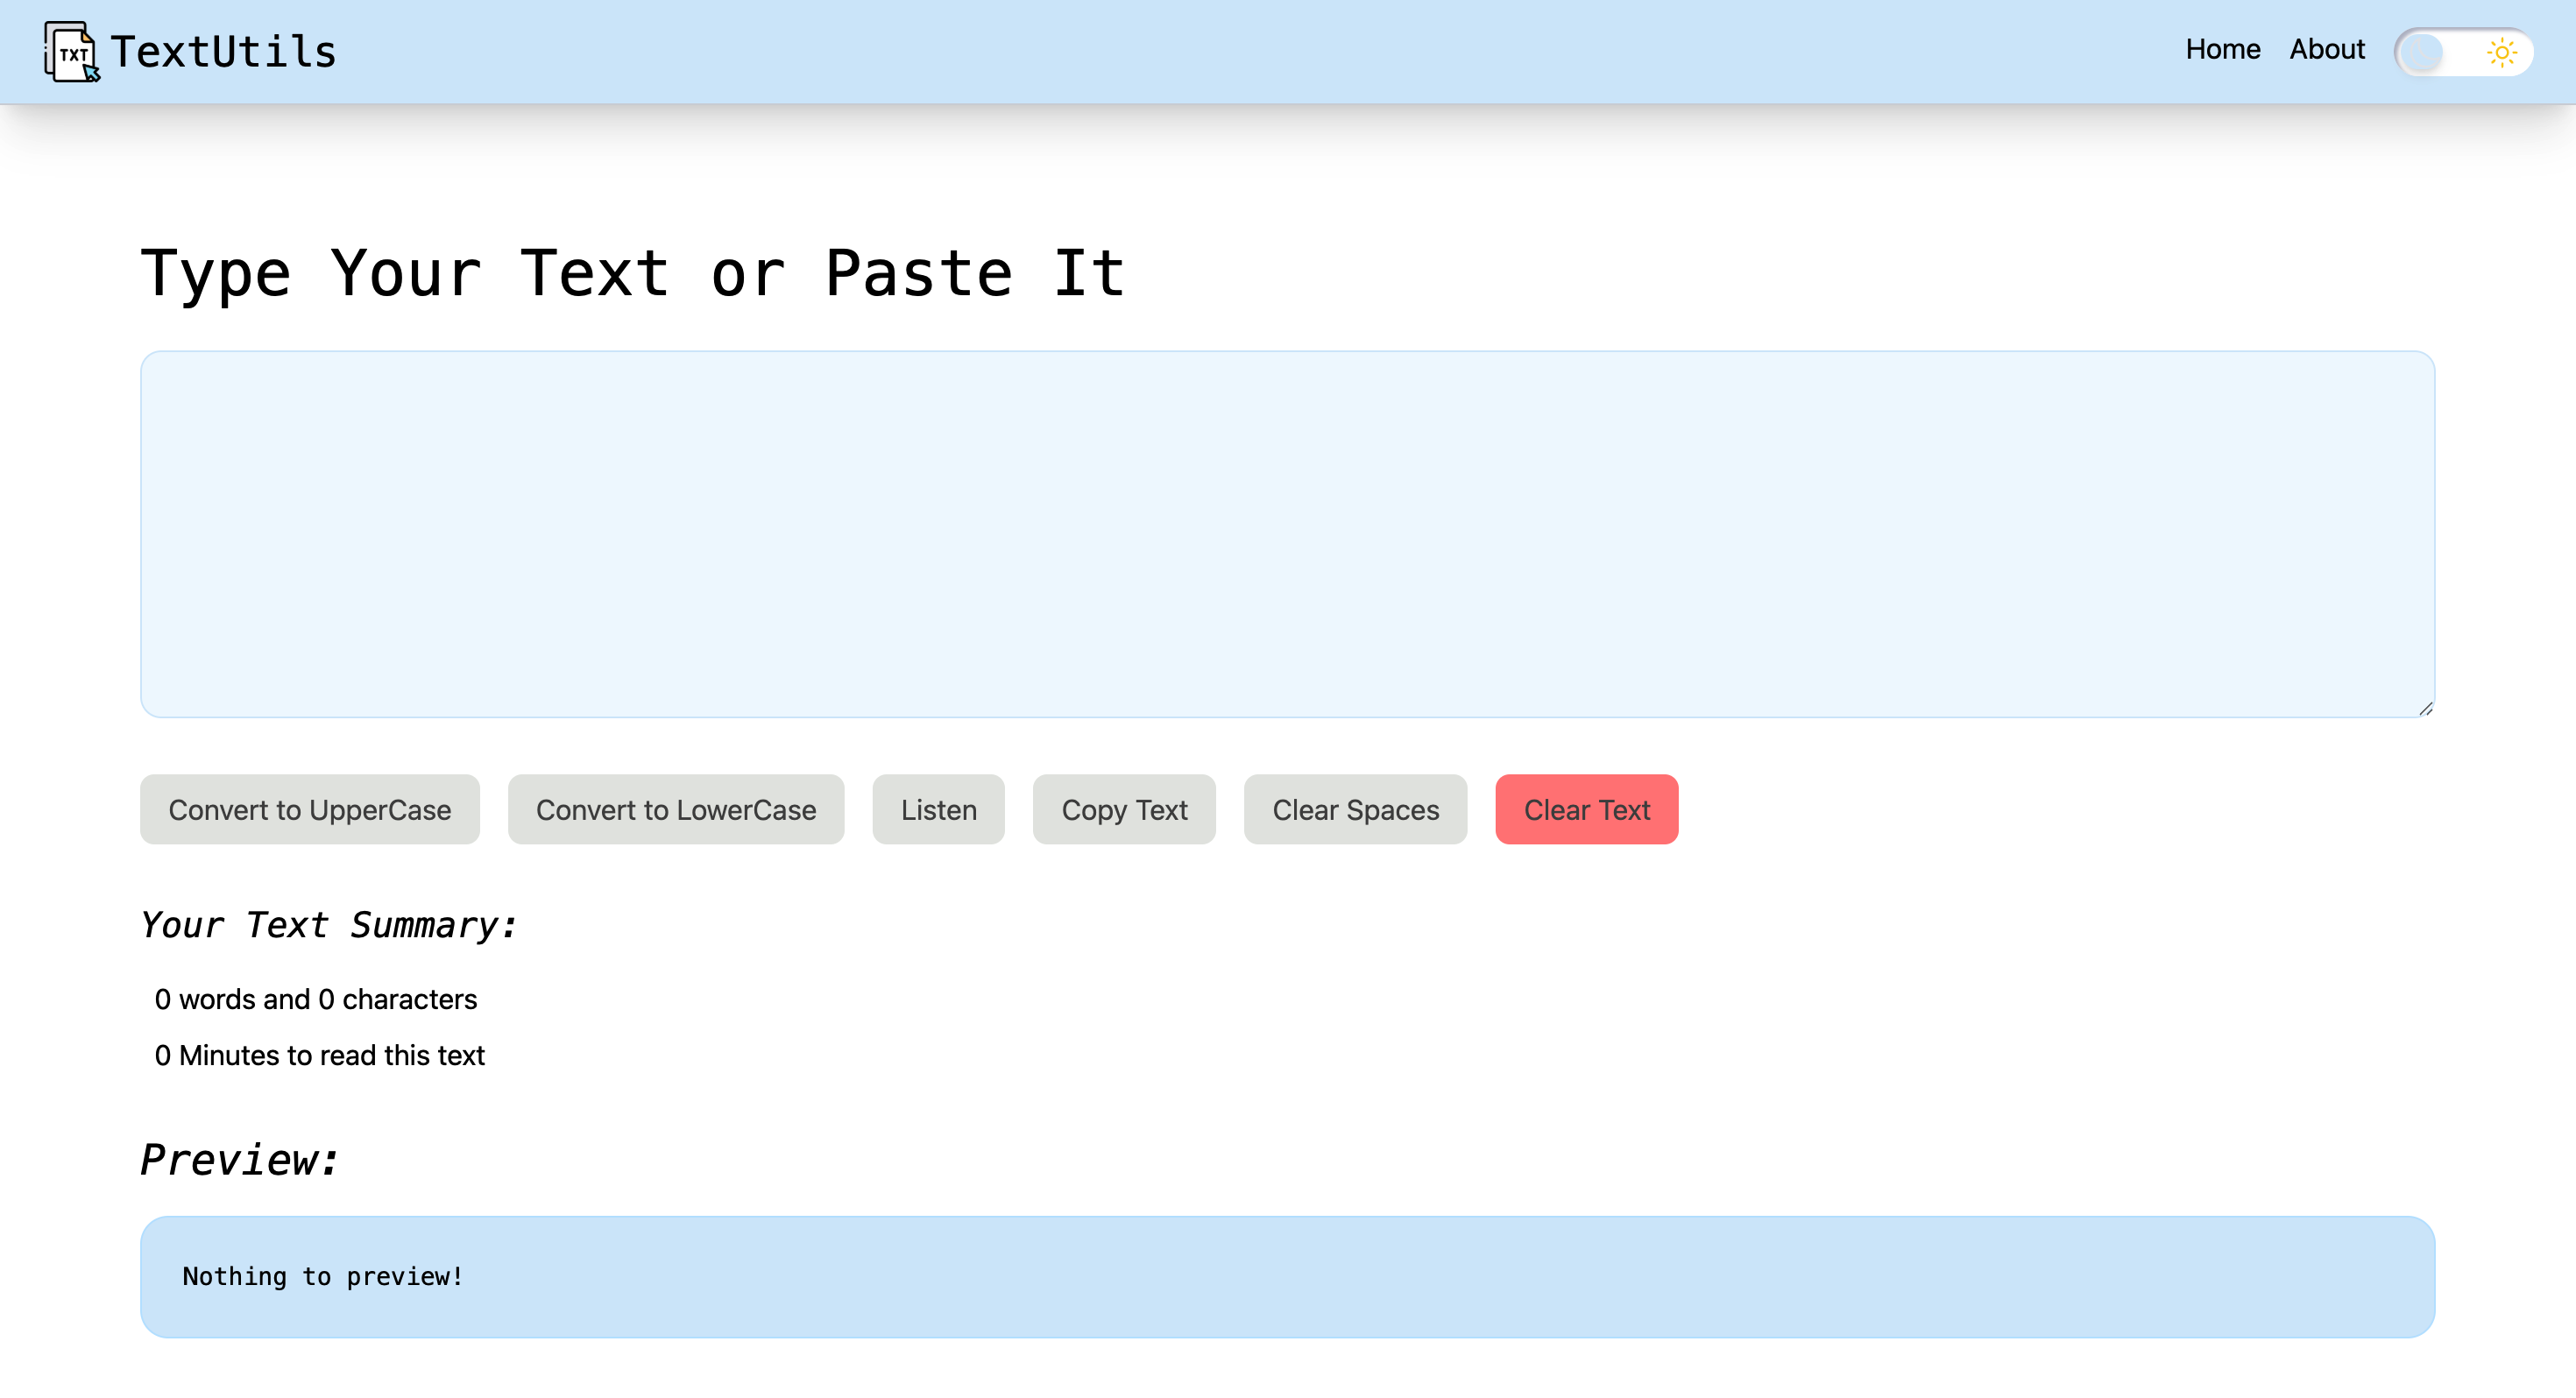 TXT TextUtils Home About
Type Your Text or Paste It
Convert to UpperCase Convert to LowerCase Listen Copy Text Clear Spaces Clear Text
Your Text Summary:
0 words and 0 characters
0 Minutes to read this text
Preview:
Nothing to preview!